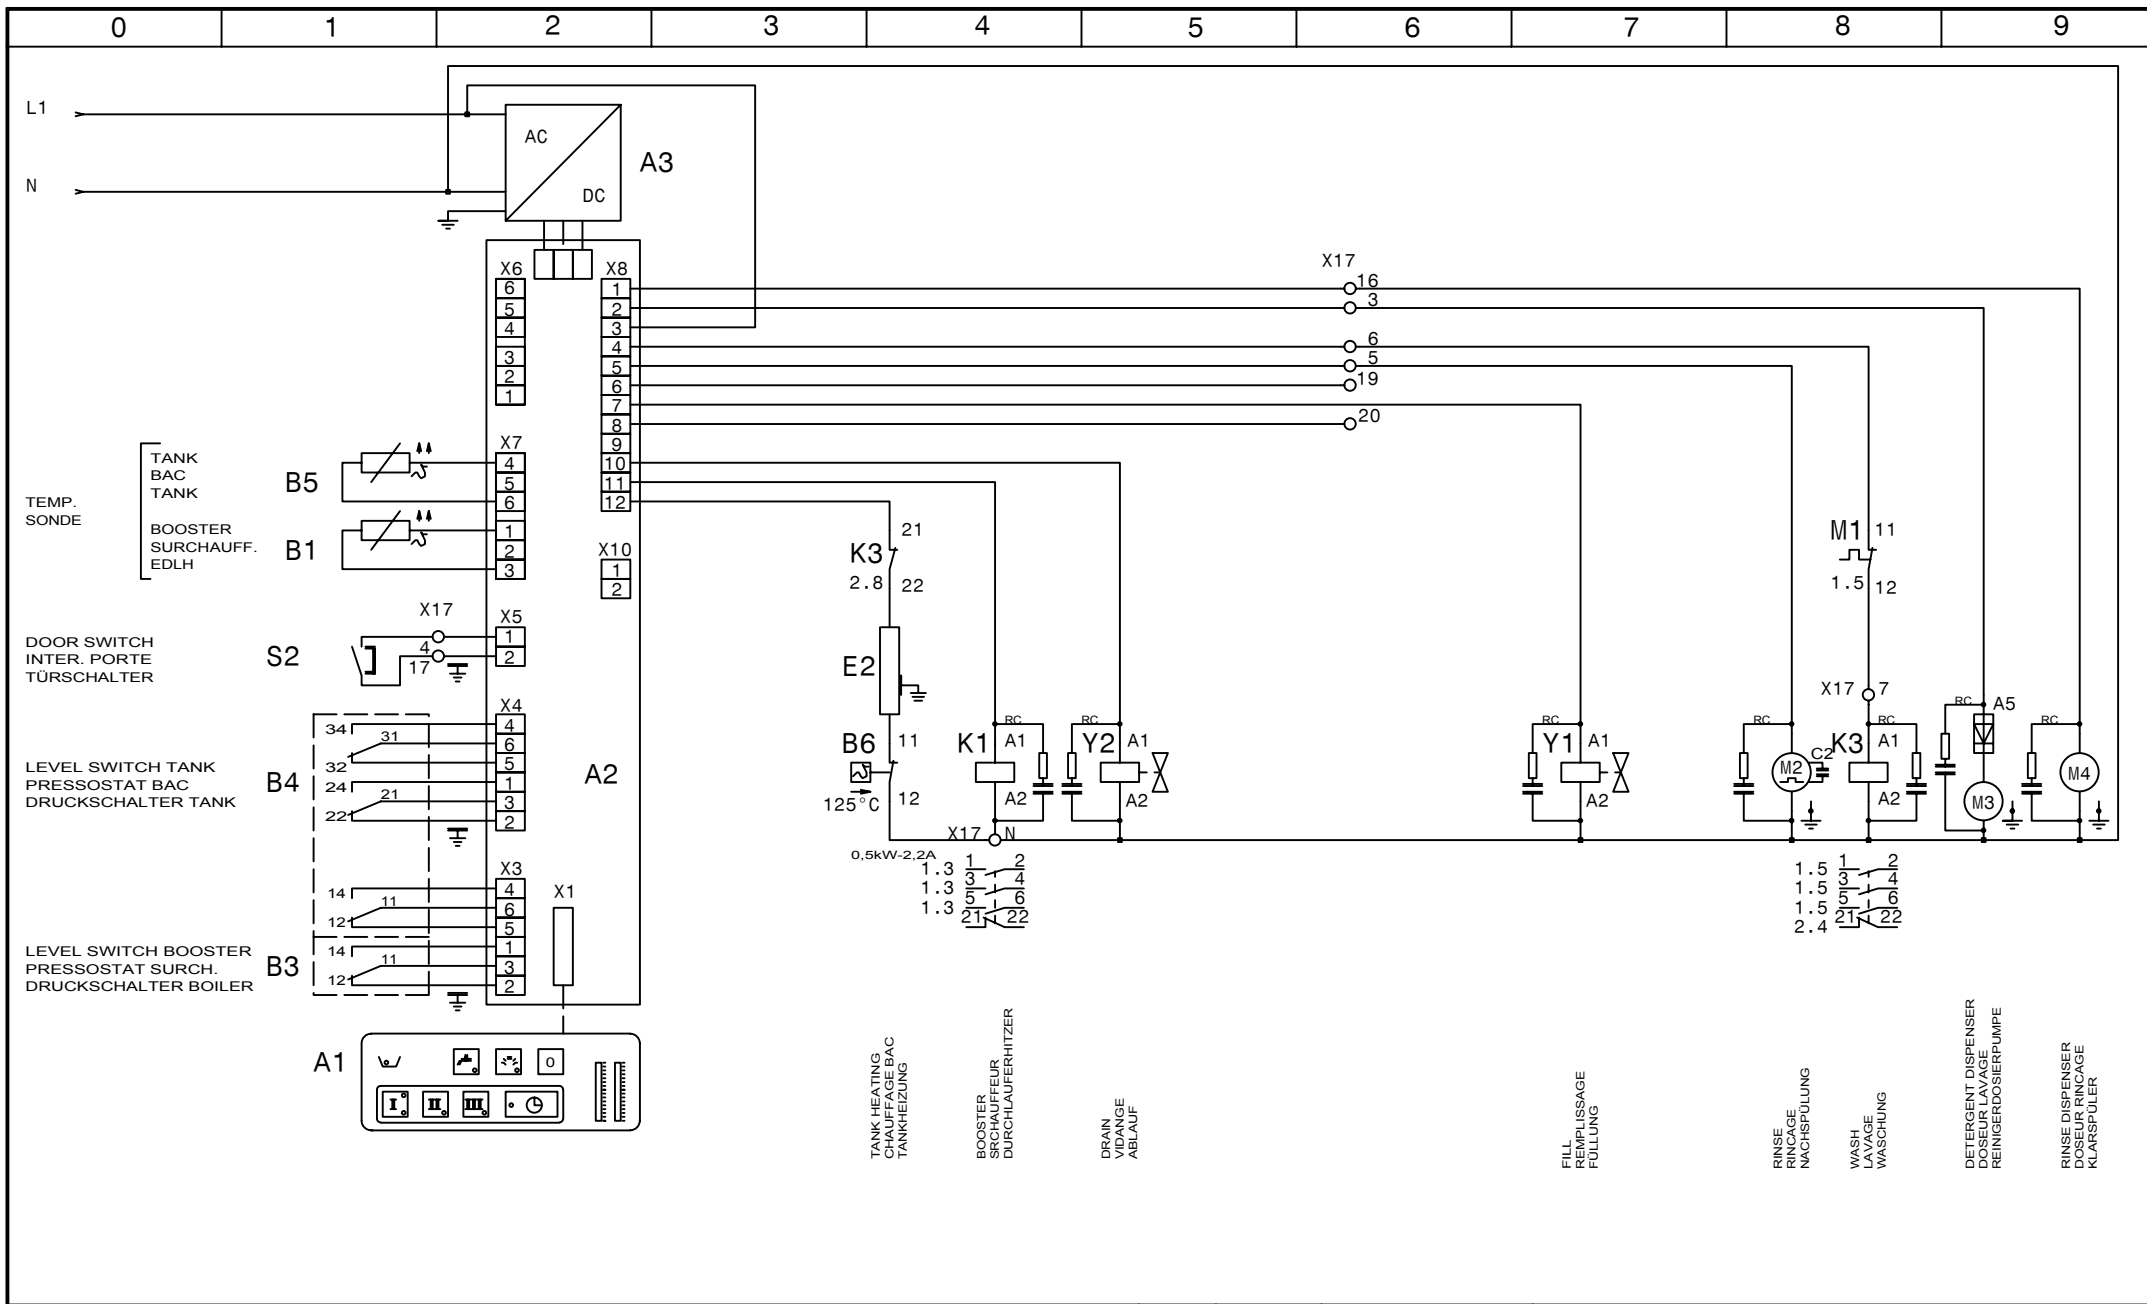 0 1 2 3 4 5 6 7 8 9
L1
N
AC
DC
A3
X6
6
5
4
3
2
1
X8
1
2
3
4
5
6
7
8
9
10
11
12
X17
16
3
6
5
19
20
TEMP.
SONDE
TANK
BAC
TANK
BOOSTER
SURCHAUFF.
EDLH
B5
B1
X7
4
5
6
1
2
3
X10
1
2
DOOR SWITCH
INTER. PORTE
TÜRSCHALTER
S2
X17
4
17
X5
1
2
LEVEL SWITCH TANK
PRESSOSTAT BAC
DRUCKSCHALTER TANK
B4
34
31
32
24
21
22
X4
4
6
5
1
3
2
A2
14
11
12
X3
4
6
5
1
3
2
X1
LEVEL SWITCH BOOSTER
PRESSOSTAT SURCH.
DRUCKSCHALTER BOILER
B3
14
11
12
A1
0
I
II
III
21
K3
2.8
22
E2
B6
11
125°C
12
0,5kW-2,2A
K1
RC
A1
A2
X17
N
Y2
RC
A1
A2
Y1
RC
A1
A2
RC
M2
C2
M1
11
1.5
12
X17
7
RC
K3
A1
A2
RC
A5
M3
RC
M4
1.3 1 2
1.3 3 4
1.3 5 6
21 22
1.5 1 2
1.5 3 4
1.5 5 6
2.4 21 22
TANK HEATING
CHAUFFAGE BAC
TANKHEIZUNG
BOOSTER
SRCHAUFFEUR
DURCHLAUFERHITZER
DRAIN
VIDANGE
ABLAUF
FILL
REMPLISSAGE
FÜLLUNG
RINSE
RINCAGE
NACHSPÜLUNG
WASH
LAVAGE
WASCHUNG
DETERGENT DISPENSER
DOSEUR LAVAGE
REINIGERDOSIERPUMPE
RINSE DISPENSER
DOSEUR RINCAGE
KLARSPÜLER